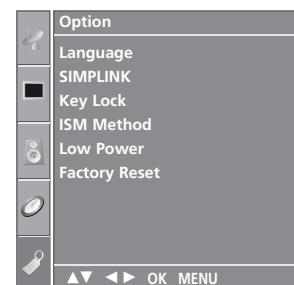 Option
Language
SIMPLINK
Key Lock
ISM Method
Low Power
Factory Reset
▲▼ ◄► OK MENU